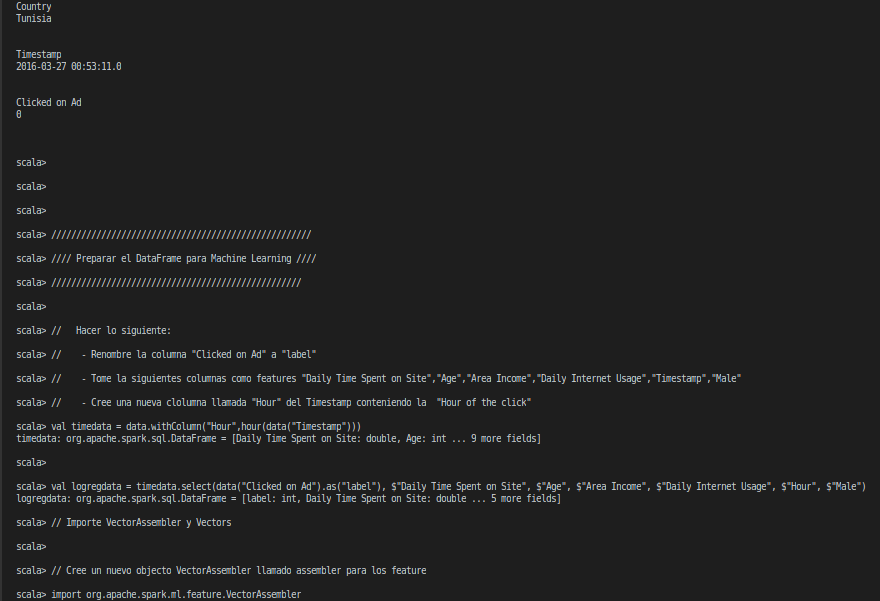 Country
Tunisia
Timestamp
2016-03-27 00:53:11.0
Clicked on Ad
0
scala>
scala>
scala>
scala> ////////////////////////////////////////////////////
scala> //// Preparar el DataFrame para Machine Learning ////
scala> //////////////////////////////////////////////////
scala>
scala> //   Hacer lo siguiente:
scala> //    - Renombre la columna "Clicked on Ad" a "label"
scala> //    - Tome la siguientes columnas como features "Daily Time Spent on Site","Age","Area Income","Daily Internet Usage","Timestamp","Male"
scala> //    - Cree una nueva clolumna llamada "Hour" del Timestamp conteniendo la  "Hour of the click"
scala> val timedata = data.withColumn("Hour",hour(data("Timestamp")))
timedata: org.apache.spark.sql.DataFrame = [Daily Time Spent on Site: double, Age: int ... 9 more fields]
scala>
scala> val logregdata = timedata.select(data("Clicked on Ad").as("label"), $"Daily Time Spent on Site", $"Age", $"Area Income", $"Daily Internet Usage", $"Hour", $"Male")
logregdata: org.apache.spark.sql.DataFrame = [label: int, Daily Time Spent on Site: double ... 5 more fields]
scala> // Importe VectorAssembler y Vectors
scala>
scala> // Cree un nuevo objecto VectorAssembler llamado assembler para los feature
scala> import org.apache.spark.ml.feature.VectorAssembler